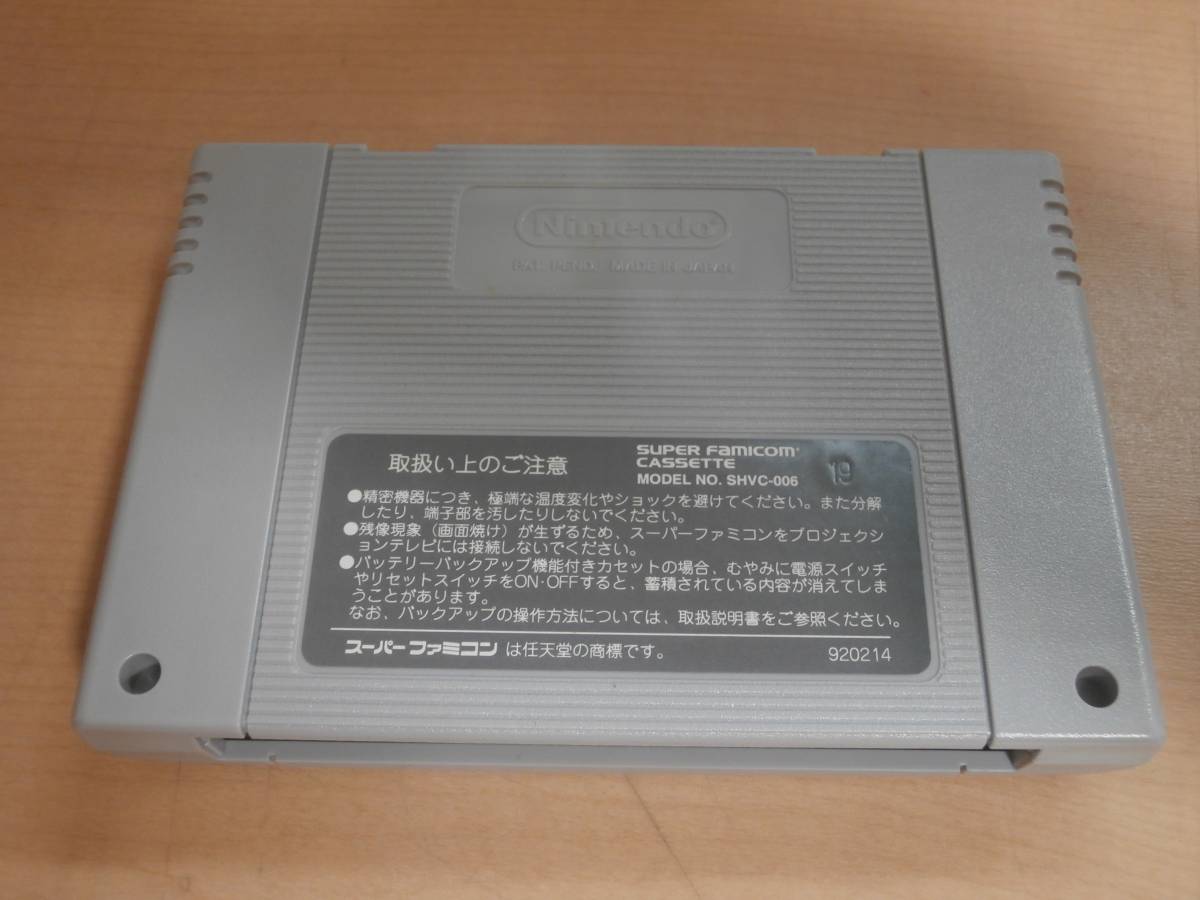 Nintendo
PAT. PEND. MADE IN JAPAN
取扱い上のご注意
SUPER FAMICOM
CASSETTE
MODEL NO. SHVC-006
19
●精密機器につき、極端な温度変化やショックを避けてください。また分解
したり、端子部を汚したりしないでください。
●残像現象（画面焼け）が生ずるため、スーパーファミコンをプロジェクシ
ョンテレビには接続しないでください。
●バッテリーバックアップ機能付きカセットの場合、むやみに電源スイッチ
やリセットスイッチをON·OFFすると、蓄積されている内容が消えてしま
うことがあります。
なお、バックアップの操作方法については、取扱説明書をご参照ください。
スーパーファミコン は任天堂の商標です。
920214